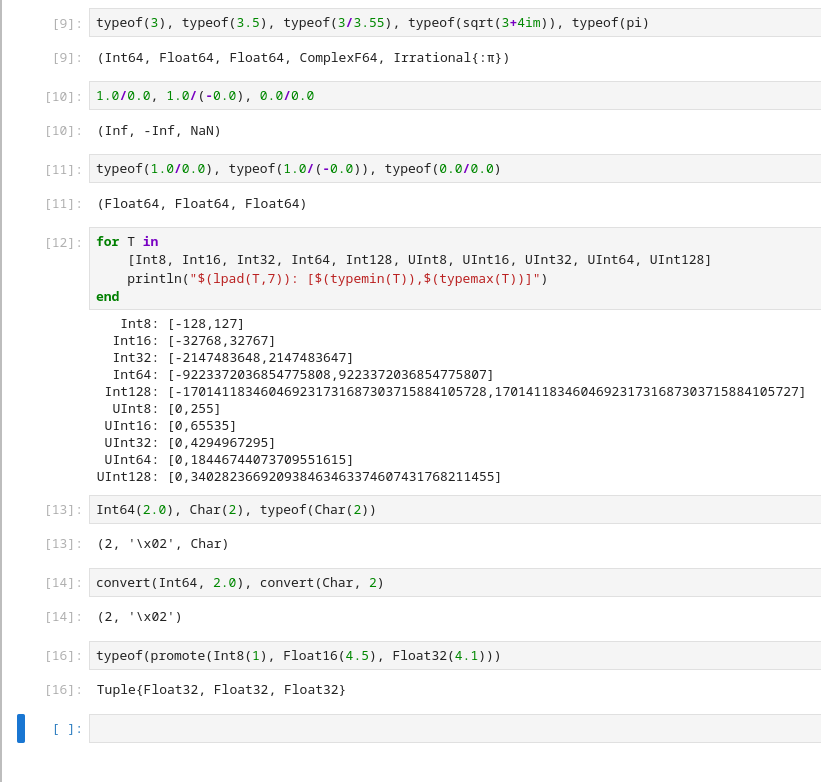 [9]: typeof(3), typeof(3.5), typeof(3/3.55), typeof(sqrt(3+4im)), typeof(pi)
[9]: (Int64, Float64, Float64, ComplexF64, Irrational{:π})
[10]: 1.0/0.0, 1.0/(-0.0), 0.0/0.0
[10]: (Inf, -Inf, NaN)
[11]: typeof(1.0/0.0), typeof(1.0/(-0.0)), typeof(0.0/0.0)
[11]: (Float64, Float64, Float64)
[12]: for T in
    [Int8, Int16, Int32, Int64, Int128, UInt8, UInt16, UInt32, UInt64, UInt128]
    println("$(lpad(T,7)): [$(typemin(T)),$(typemax(T))]")
end
   Int8: [-128,127]
  Int16: [-32768,32767]
  Int32: [-2147483648,2147483647]
  Int64: [-9223372036854775808,9223372036854775807]
 Int128: [-170141183460469231731687303715884105728,170141183460469231731687303715884105727]
  UInt8: [0,255]
 UInt16: [0,65535]
 UInt32: [0,4294967295]
 UInt64: [0,18446744073709551615]
UInt128: [0,340282366920938463463374607431768211455]
[13]: Int64(2.0), Char(2), typeof(Char(2))
[13]: (2, '\x02', Char)
[14]: convert(Int64, 2.0), convert(Char, 2)
[14]: (2, '\x02')
[16]: typeof(promote(Int8(1), Float16(4.5), Float32(4.1)))
[16]: Tuple{Float32, Float32, Float32}
[ ]: